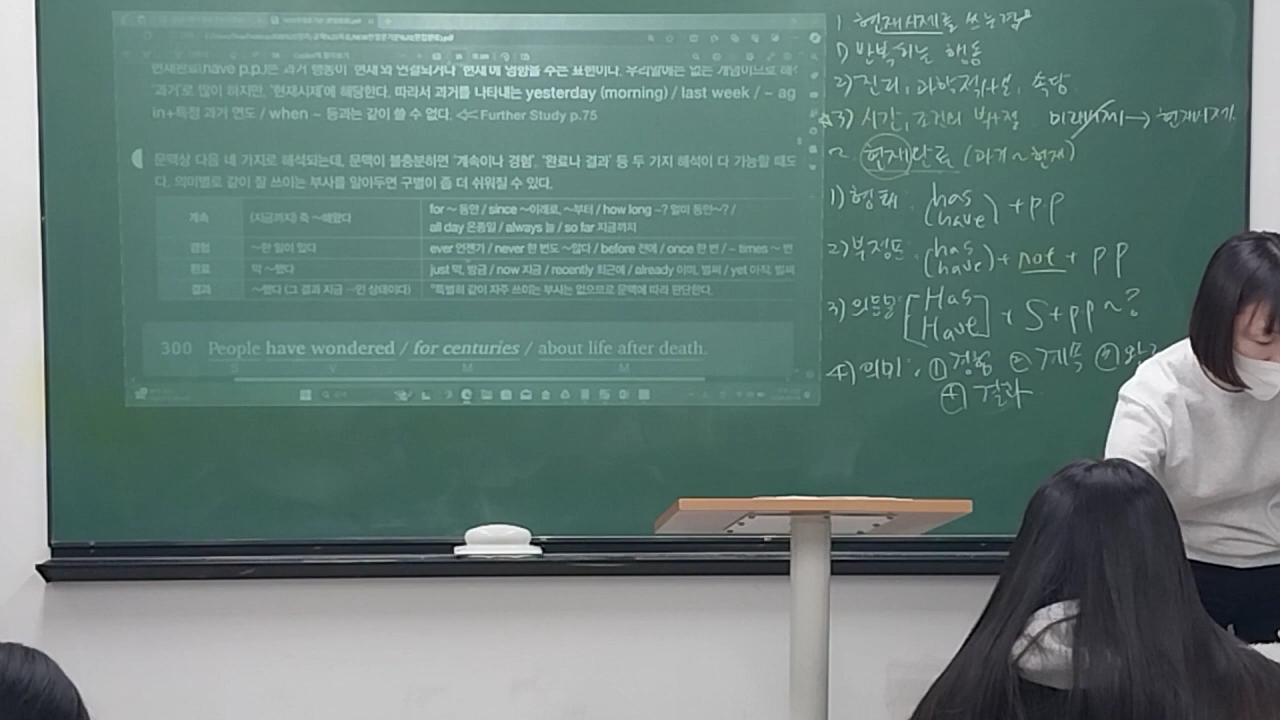 현재완료(have p.p.)는 과거 행동이 '현재'와 연결되거나 '현재'에 영향을 주는 표현이다. 우리말에는 없는 개념이므로
'과거'로 많이 하지만, '현재시제'에 해당한다. 따라서 과거를 나타내는 yesterday (morning) / last week / ~ ag
in+특정 과거 연도 / when ~ 등과는 같이 쓸 수 없다. ≪ Further Study p.75
문맥상 다음 네 가지로 해석되는데, 문맥이 불충분하면 '계속이나 경험', '완료나 결과' 등 두 가지 해석이 다 가능할 때도
다. 의미별로 같이 잘 쓰이는 부사를 알아두면 구별이 좀 더 쉬워질 수 있다.
계속 (지금까지) 죽 ~해왔다 for ~ 동안 / since ~이래로, ~부터 / how long ~? 얼마 동안~? /
all day 온종일 / always 늘 / so far 지금까지
경험 ~한 일이 있다 ever 언젠가 / never 한 번도 ~않다 / before 전에 / once 한 번 / ~ times ~ 번
완료 막 ~했다 just 막, 방금 / now 지금 / recently 최근에 / already 이미, 벌써 / yet 아직, 벌써
결과 ~했다 (그 결과 지금 …인 상태이다) *특별히 같이 자주 쓰이는 부사는 없으므로 문맥에 따라 판단한다.
300 People have wondered / for centuries / about life after death.
S V M M
1 현재시제를 쓰는 경우
1) 반복하는 행동
2) 진리, 과학적사실, 속담
☆3) 시간, 조건의 부사절 미래시제 → 현재시제
2 현재완료 (과거~현재)
1) 형태: (has
(have) + pp
2) 부정문: (has
(have) + not + pp
3) 의문문 [Has
Have] + S + pp ~?
4) 의미: ① 경험 ② 계속 ③
④ 결과